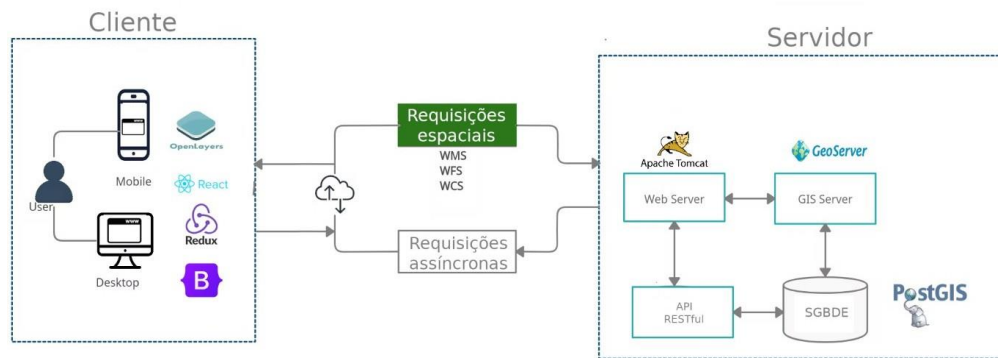 Cliente
Servidor
User
Mobile
Desktop
WWW
OpenLayers
React
Redux
B
Requisições
espaciais
WMS
WFS
WCS
Requisições
assíncronas
Apache Tomcat
GeoServer
Web Server
GIS Server
API
RESTful
SGBDE
PostGIS